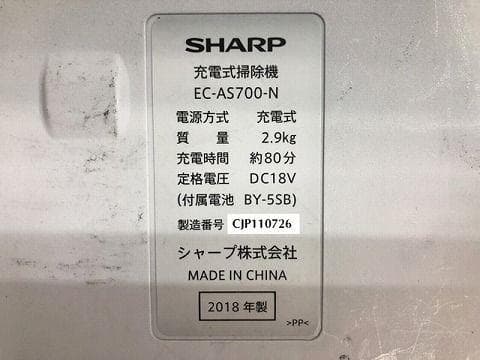 SHARP
充電式掃除機
EC-AS700-N
電源方式 充電式
質 量 2.9kg
充電時間 約80分
定格電圧 DC18V
(付属電池 BY-5SB)
製造番号 CJP110726
シャープ株式会社
MADE IN CHINA
2018 年製
>PP<